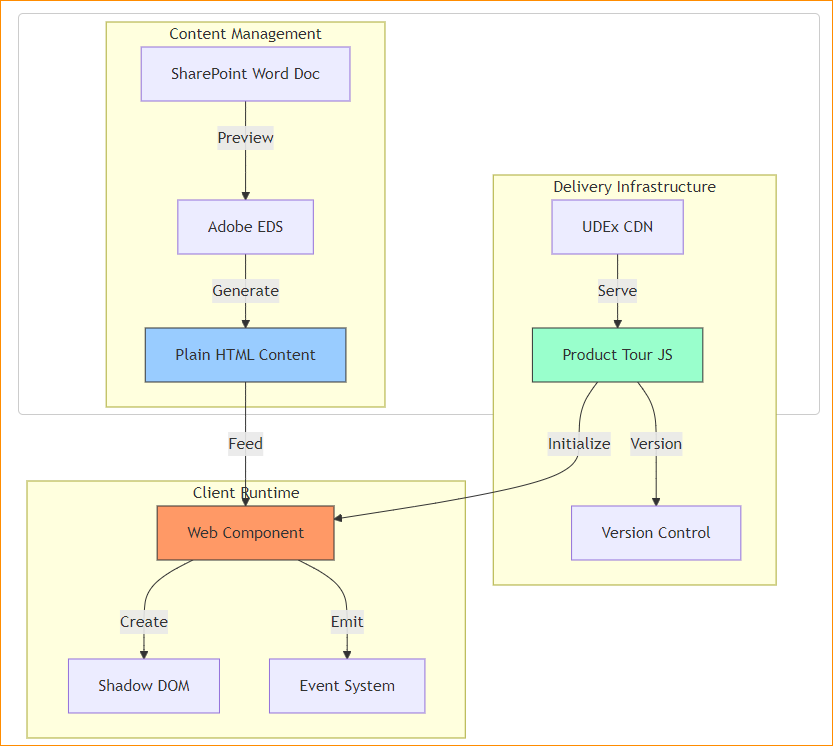 Content Management
SharePoint Word Doc
Preview
Adobe EDS
Generate
Plain HTML Content
Feed
Delivery Infrastructure
UDEx CDN
Serve
Product Tour JS
Initialize
Version
Version Control
Client Runtime
Web Component
Create
Emit
Shadow DOM
Event System